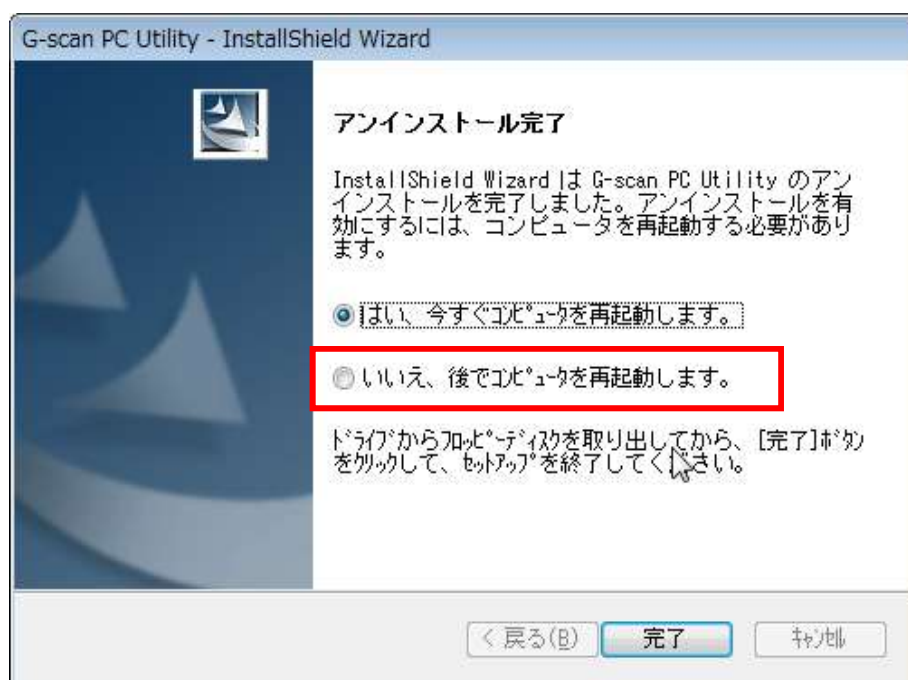 G-scan PC Utility - InstallShield Wizard
アンインストール完了
InstallShield Wizard は G-scan PC Utility のアン
インストールを完了しました。アンインストールを有
効にするには、コンピュータを再起動する必要があり
ます。
はい、今すぐｺﾝﾋﾟｭｰﾀを再起動します。
いいえ、後でｺﾝﾋﾟｭｰﾀを再起動します。
ﾄﾞﾗｲﾌﾞからﾌﾛｯﾋﾟｰﾃﾞｨｽｸを取り出してから、[完了]ﾎﾞﾀﾝ
をｸﾘｯｸして、ｾｯﾄｱｯﾌﾟを終了してください。
< 戻る(B)
完了
ｷｬﾝｾﾙ